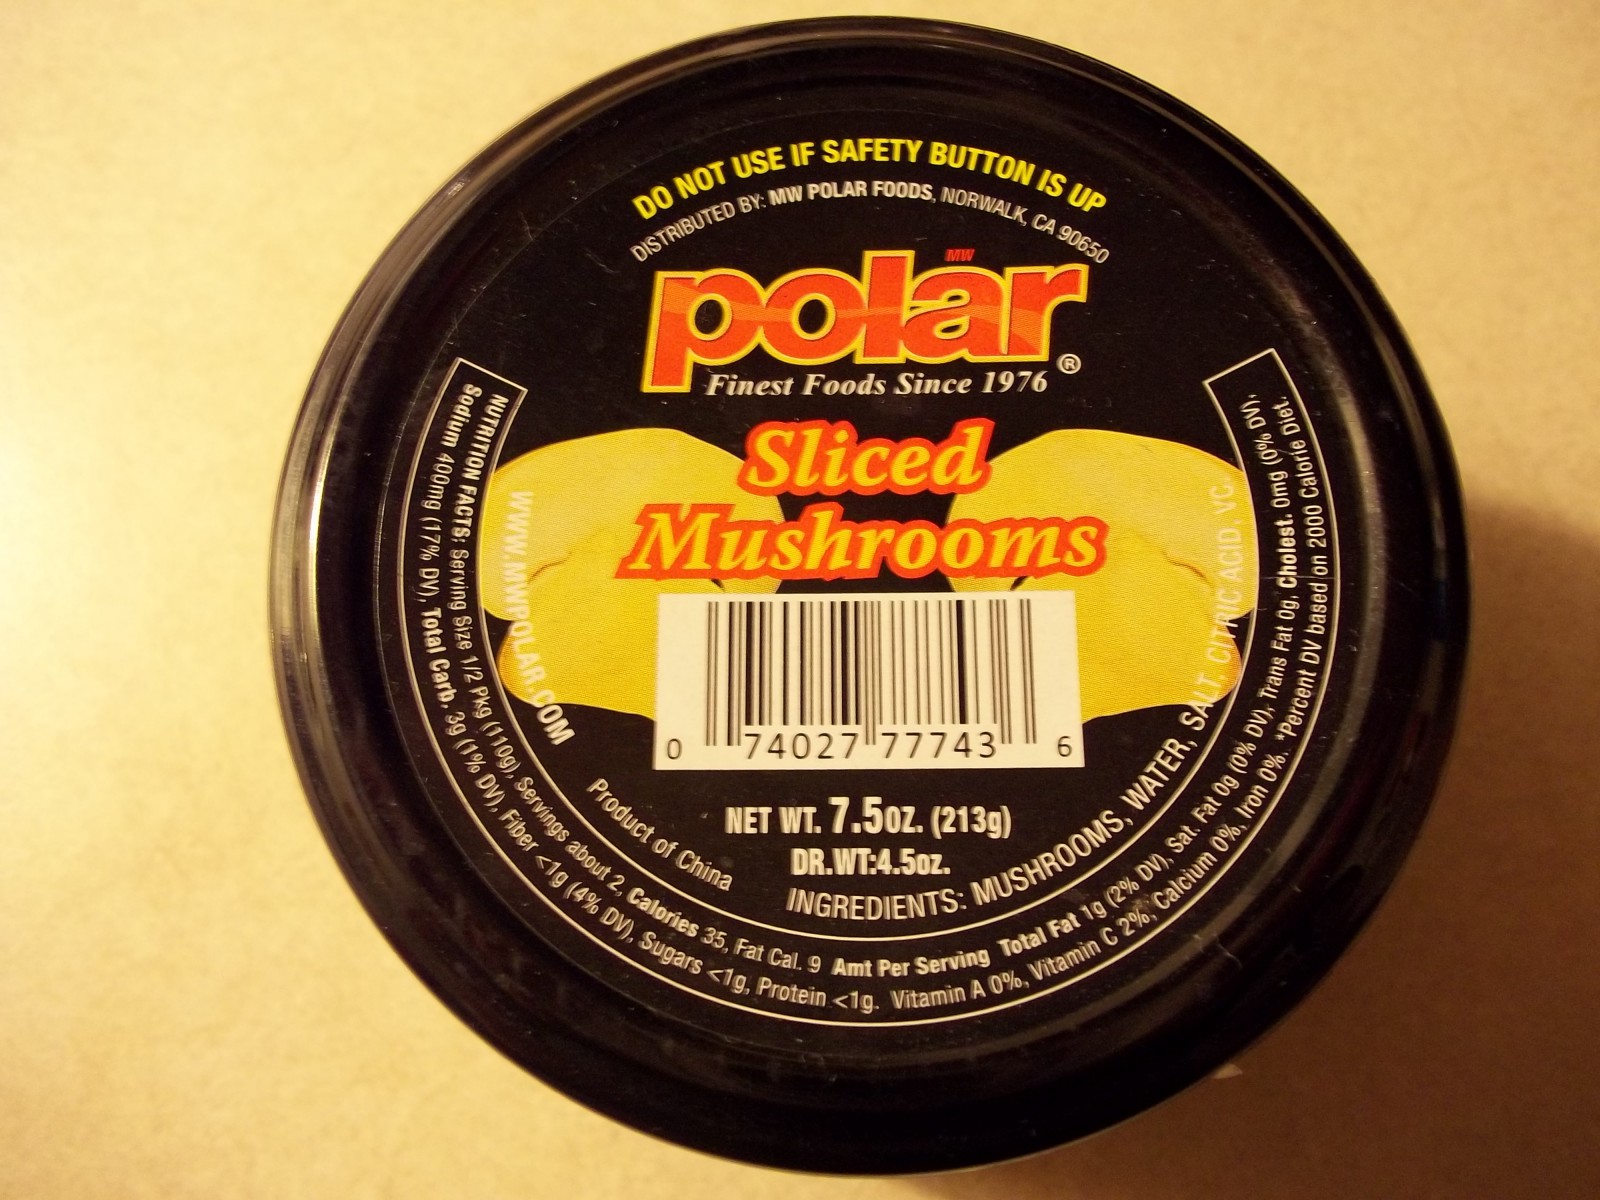 DO NOT USE IF SAFETY BUTTON IS UP
DISTRIBUTED BY: MW POLAR FOODS, NORWALK, CA 90650
MW
polar®
Finest Foods Since 1976
Sliced
Mushrooms
0 74027 77743 6
NET WT. 7.5OZ. (213g)
DR.WT:4.5oz.
WWW.MWPOLAR.COM
Product of China
INGREDIENTS: MUSHROOMS, WATER, SALT, CITRIC ACID, VC.
NUTRITION FACTS: Serving Size 1/2 Pkg (110g), Servings about 2, Calories 35, Fat Cal. 9 Amt Per Serving Total Fat 1g (2% DV), Sat. Fat 0g (0% DV), Trans Fat 0g, Cholest. 0mg (0% DV),
Sodium 400mg (17% DV), Total Carb. 3g (1% DV), Fiber <1g (4% DV), Sugars <1g, Protein <1g. Vitamin A 0%, Vitamin C 2%, Calcium 0%, Iron 0%. *Percent DV based on 2000 Calorie Diet.